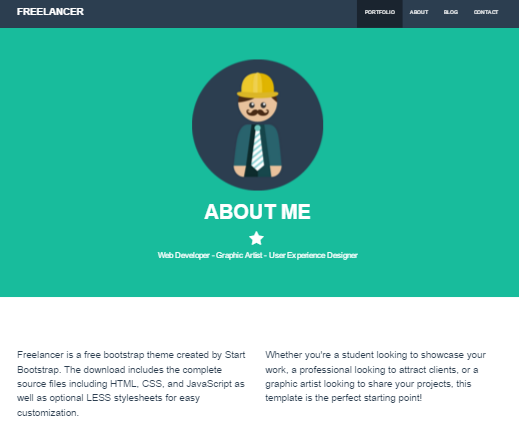 FREELANCER
PORTFOLIO ABOUT BLOG CONTACT
ABOUT ME
Web Developer - Graphic Artist - User Experience Designer
Freelancer is a free bootstrap theme created by Start
Bootstrap. The download includes the complete
source files including HTML, CSS, and JavaScript as
well as optional LESS stylesheets for easy
customization.
Whether you're a student looking to showcase your
work, a professional looking to attract clients, or a
graphic artist looking to share your projects, this
template is the perfect starting point!